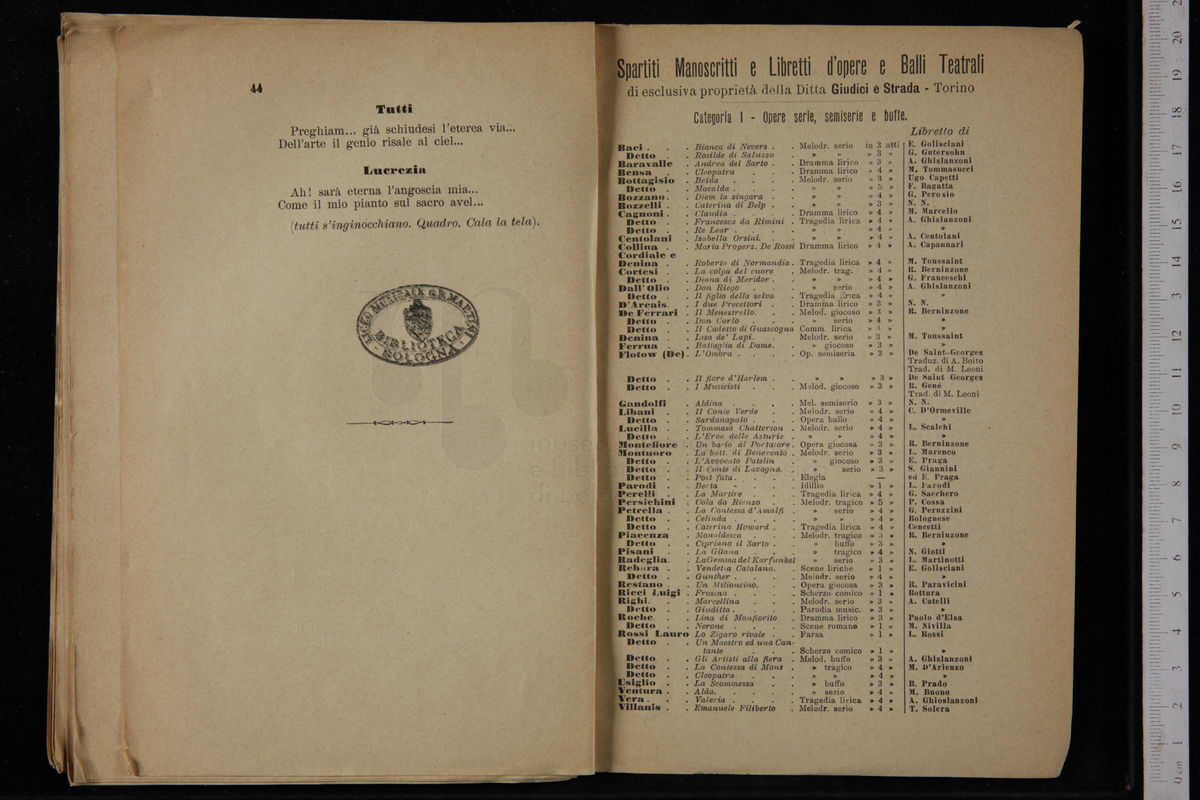 44
Tutti
Preghiam... già schiudesi l'eterea via...
Dell'arte il genio risale al ciel...
Lucrezia
Ah! sarà eterna l'angoscia mia...
Come il mio pianto sul sacro avel...
(tutti s'inginocchiano. Quadro. Cala la tela).
LICEO MUSICALE G.B. MARTINI
BIBLIOTECA
BOLOGNA
Spartiti Manoscritti e Libretti d'opere e Balli Teatrali
di esclusiva proprietà della Ditta Giudici e Strada - Torino
Categoria I - Opere serie, semiserie e buffe.
Libretto di
Baci . . Bianca di Nevers . . Melodr. serio in 3 atti E. Golisciani
Detto . . Rosilde di Saluzzo » » 3 » G. Gutersohn
Baravalle . Andrea del Sarto . . Dramma lirico » 3 » A. Ghislanzoni
Bensa . . Cleopatra . . Dramma lirico » 4 » M. Tommasucci
Bottagisio . Beida . . . Melodr. serio » 3 » Ugo Capetti
Detto . . Macalda . . . » » » 5 » F. Bagatta
Bozzano . . Diem la zingara . . » » » 4 » G. Perosio
Bozzelli . . Caterina di Belp . . » » » 3 » N. N.
Cagnoni . . Claudia . . . Dramma lirico » 4 » M. Marcello
Detto . . Francesca da Rimini . Tragedia lirica » 4 » A. Ghislanzoni
Detto . . Re Lear . . . » » » 4 » »
Centolani . Isabella Orsini. . . » » » 4 » A. Centolani
Collina . . Maria Properz. De Rossi Dramma lirico » 4 » A. Capannari
Cordiale e
Denina . . Roberto di Normandia . Tragedia lirica » 4 » M. Toussaint
Cortesi . . La colpa del cuore . Melodr. trag. » 4 » R. Berninzone
Detto . . Diana di Meridor . . » » » 4 » G. Franceschi
Dall'Olio . Don Riego . . . » serio » 4 » A. Ghislanzoni
Detto . . Il figlio della selva . Tragedia lirica » 4 » »
D'Arcais. . I due Precettori . . Dramma lirico » 3 » N. N.
De Ferrari . Il Menestrello. . . Melod. giocoso » 3 » R. Berninzone
Detto . . Don Carlo . . . » serio » 4 » »
Detto . . Il Cadetto di Guascogna Comm. lirica » 3 » »
Denina . . Lisa de' Lapi. . . Melodr. serio » 3 » M. Toussaint
Ferrua . . Battaglia di Dame. . . » giocoso » 3 » »
Flotow (De) . L'Ombra . . . . Op. semiseria » 3 » De Saint-Georges
Traduz. di A. Boito
Trad. di M. Leoni
Detto . . Il fiore d'Harlem . . » » » 3 » De Saint Georges
Detto . . I Musicisti . . . Melod. giocoso » 3 » R. Gené
Trad. di M. Leoni
Gandolfi . Aldina . . . . Mel. semiserio » 3 » N. N.
Libani . . Il Conte Verde . . Melodr. serio » 4 » C. D'Ormeville
Detto . . Sardanapalo . . . Opera ballo » 4 » »
Lucilla . . Tommaso Chatterton . Melodr. serio » 4 » L. Scalchi
Detto . . L'Eroe delle Asturie . » » » 4 » »
Montefiore . Un bacio al Portatore . Opera giocosa » 3 » R. Berninzone
Montuoro . La batt. di Benevento . Melodr. serio » 3 » L. Marenco
Detto . . L'Avvocato Patelin . » giocoso » 3 » E. Praga
Detto . . Il Conte di Lavagna. . » serio » 3 » S. Giannini
Detto . . Post fata . . . Elegia — ed E. Praga
Parodi . . Berta . . . . Idillio » 1 » L. Parodi
Perelli . . La Martire . . . Tragedia lirica » 4 » G. Sacchero
Persichini . Cola da Rienzo . . Melodr. tragico » 5 » P. Cossa
Petrella . . La Contessa d'Amalfi . » serio » 4 » G. Peruzzini
Detto . . Celinda . . . . » » » 4 » Bolognese
Detto . . Caterina Howard . . Tragedia lirica » 4 » Cencetti
Piacenza . Monaldesca . . . Melodr. tragico » 3 » R. Berninzone
Detto . . Cipriano il Sarto . . » buffo » 3 » »
Pisani . . La Gitana . . . » tragico » 4 » N. Giotti
Radeglia. . La Gemma del Karfunkel » serio » 3 » L. Martinotti
Rebora . . Vendetta Catalana. . Scene liriche » 1 » E. Golisciani
Detto . . Gunther . . . . Melodr. serio » 4 » »
Restano . . Un Milioncino. . . Opera giocosa » 3 » R. Paravicini
Ricci Luigi . Frosina . . . . Scherzo comico » 1 » Bottura
Righi. . . Marcellina . . . Melodr. serio » 3 » A. Catelli
Detto . . Giuditta . . . . Parodia music. » 3 » »
Roche. . . Lina di Monfiorito . Dramma lirico » 3 » Paolo d'Elsa
Detto . . Nerone . . . . Scene romane » 1 » M. Nivilla
Rossi Lauro Lo Zigaro rivale . . Farsa » 1 » L. Rossi
Detto . . Un Maestro ed una Can-
tante . . . Scherzo comico » 1 » »
Detto . . Gli Artisti alla fiera . Melod. buffo » 3 » A. Ghislanzoni
Detto . . La Contessa di Mons . » tragico » 4 » M. D'Arienzo
Detto . . Cleopatra . . . » » » 4 » »
Usiglio . . La Scommessa . . » buffo » 3 » B. Prado
Ventura . . Alda. . . . . » serio » 4 » M. Buono
Vera . . . Valeria . . . . Tragedia lirica » 4 » A. Ghioslanzoni
Villanis . . Emanuele Filiberto . Melodr. serio » 4 » T. Solera